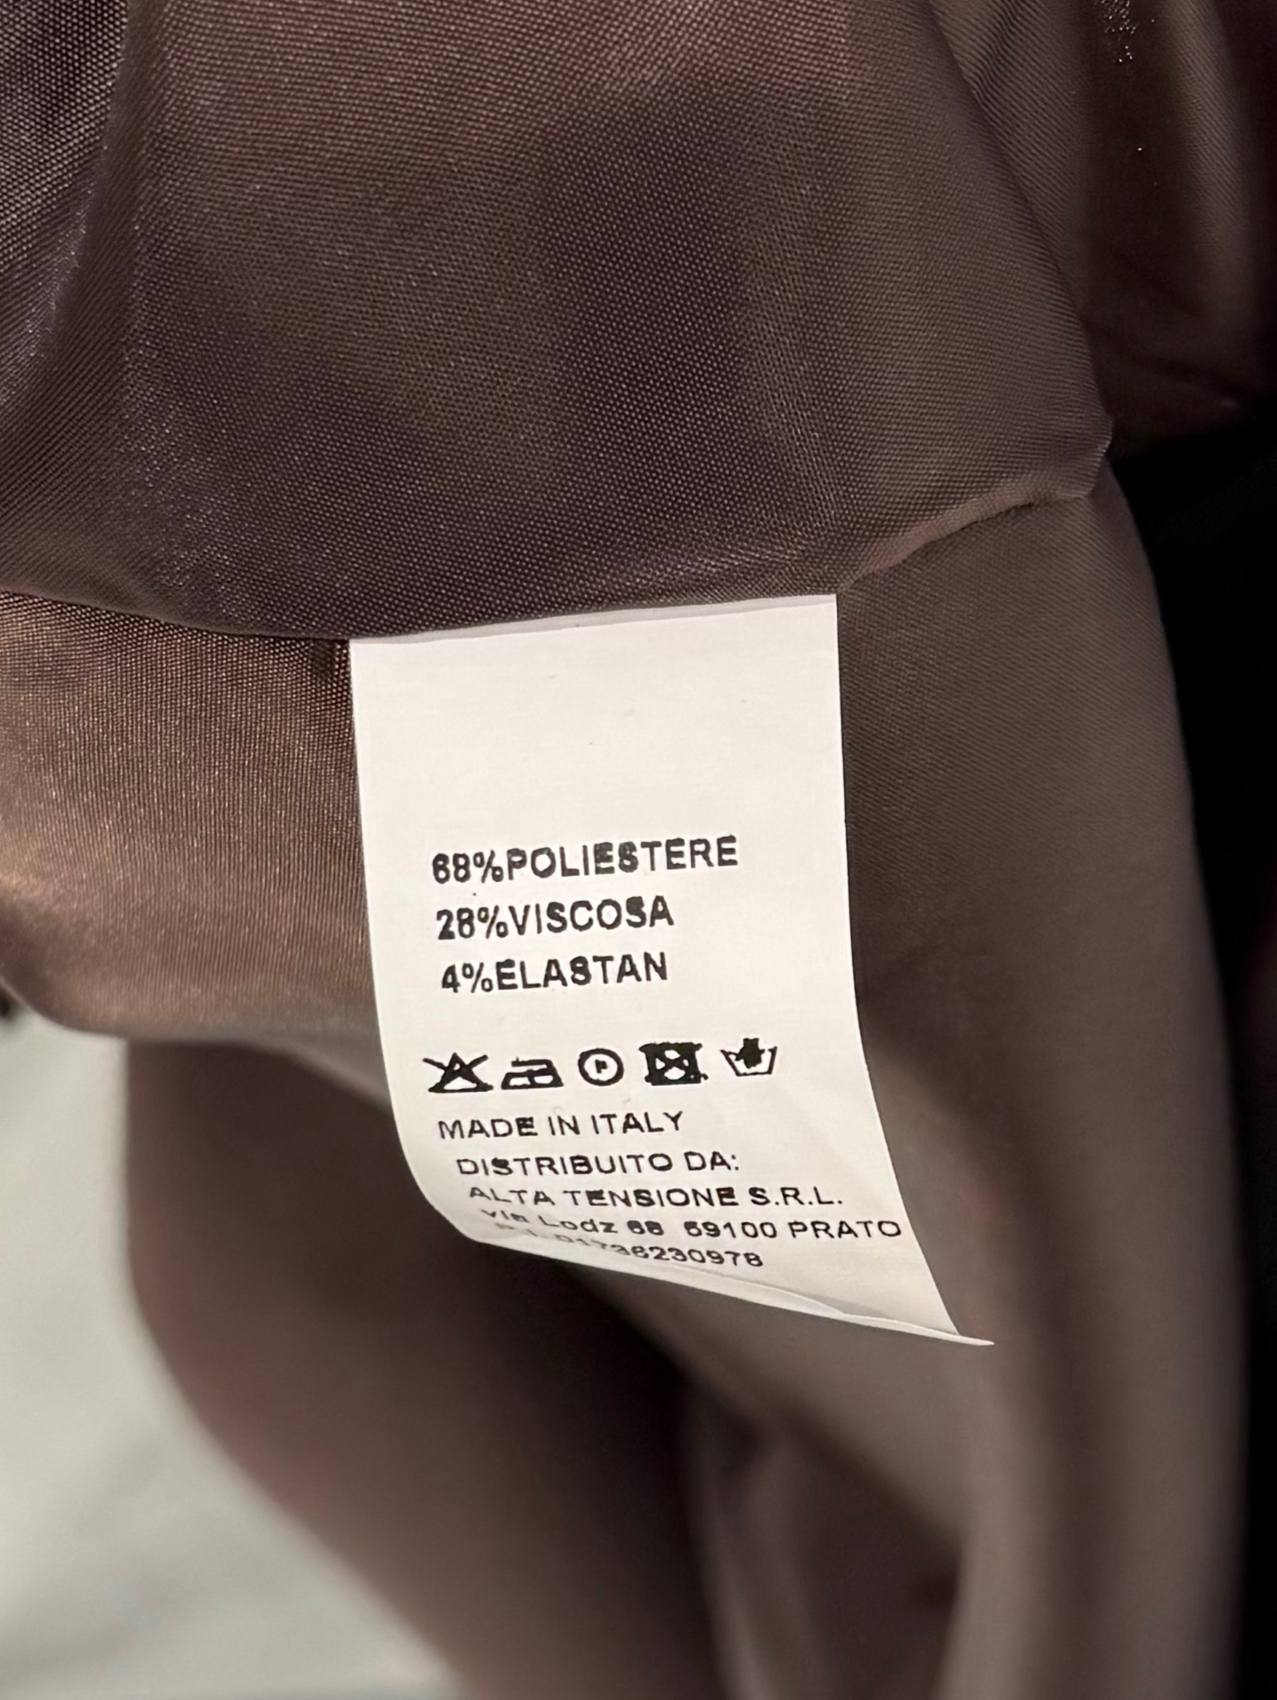 68%POLIESTERE
28%VISCOSA
4%ELASTAN
P
MADE IN ITALY
DISTRIBUITO DA:
ALTA TENSIONE S.R.L.
via Lodz 68 59100 PRATO